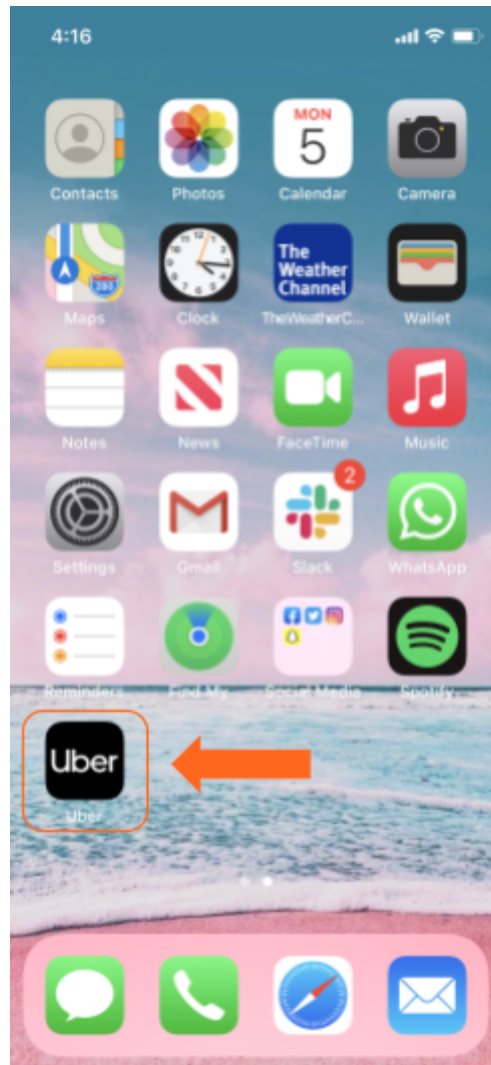 4:16
MON
5
Contacts
Photos
Calendar
Camera
280
The
Weather
Channel
12
Maps
Clock
TheWeatherC...
Wallet
Notes
News
FaceTime
Music
2
Settings
Gmail
Slack
WhatsApp
Reminders
Find My
Social Media
Spotify
Uber
Uber